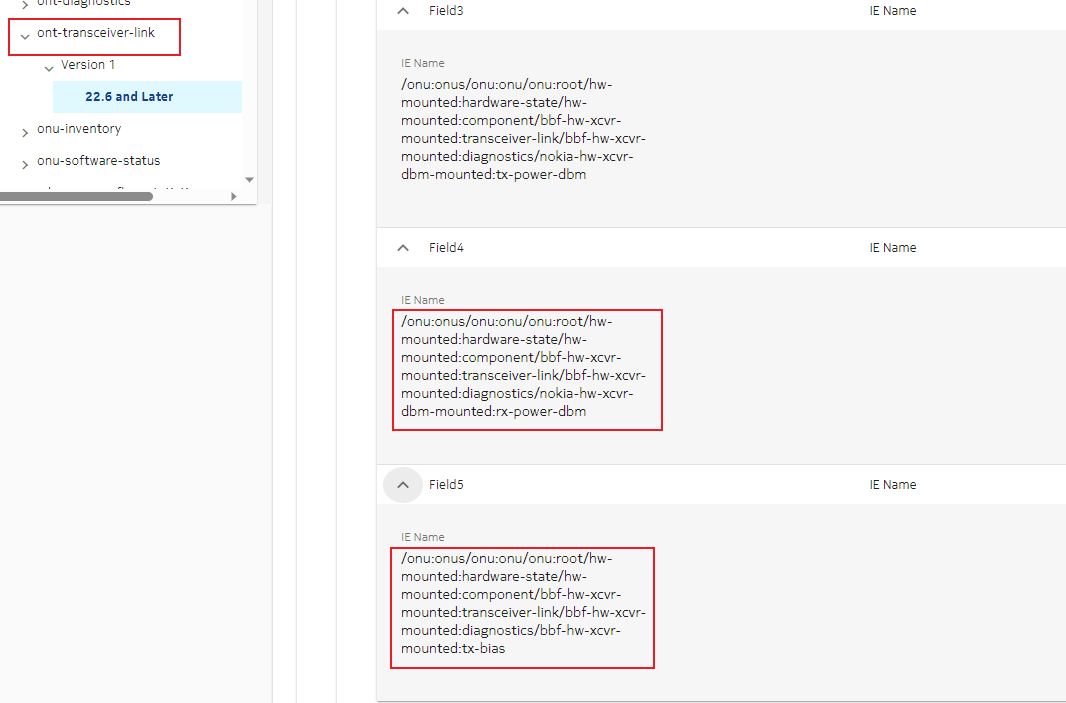 ont-diagnostics
ont-transceiver-link
Version 1
22.6 and Later
onu-inventory
onu-software-status
Field3 IE Name
IE Name
/onu:onus/onu:onu/onu:root/hw-
mounted:hardware-state/hw-
mounted:component/bbf-hw-xcvr-
mounted:transceiver-link/bbf-hw-xcvr-
mounted:diagnostics/nokia-hw-xcvr-
dbm-mounted:tx-power-dbm
Field4 IE Name
IE Name
/onu:onus/onu:onu/onu:root/hw-
mounted:hardware-state/hw-
mounted:component/bbf-hw-xcvr-
mounted:transceiver-link/bbf-hw-xcvr-
mounted:diagnostics/nokia-hw-xcvr-
dbm-mounted:rx-power-dbm
Field5 IE Name
IE Name
/onu:onus/onu:onu/onu:root/hw-
mounted:hardware-state/hw-
mounted:component/bbf-hw-xcvr-
mounted:transceiver-link/bbf-hw-xcvr-
mounted:diagnostics/bbf-hw-xcvr-
mounted:tx-bias